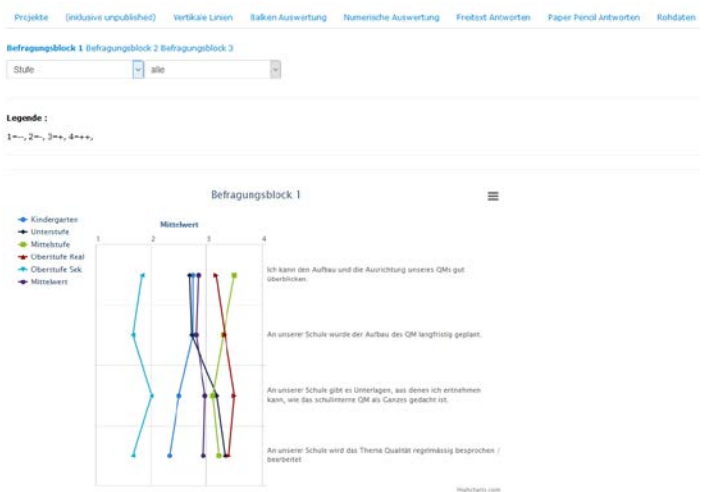 Projekte (inklusive unpublished) Vertikale Linien Balken Auswertung Numerische Auswertung Freitext Antworten Paper Pencil Antworten Rohdaten
Befragungsblock 1 Befragungsblock 2 Befragungsblock 3
Stufe alle
Legende :
1=--, 2=-, 3=+, 4=++,
Befragungsblock 1
Kindergarten
Unterstufe
Mittelstufe
Oberstufe Real
Oberstufe Sek
Mittelwert
Mittelwert
1 2 3 4
Ich kann den Aufbau und die Ausrichtung unseres QMs gut
überblicken.
An unserer Schule wurde der Aufbau des QM langfristig geplant.
An unserer Schule gibt es Unterlagen, aus denen ich entnehmen
kann, wie das schulinterne QM als Ganzes gedacht ist.
An unserer Schule wird das Thema Qualität regelmässig besprochen /
bearbeitet
Highcharts.com